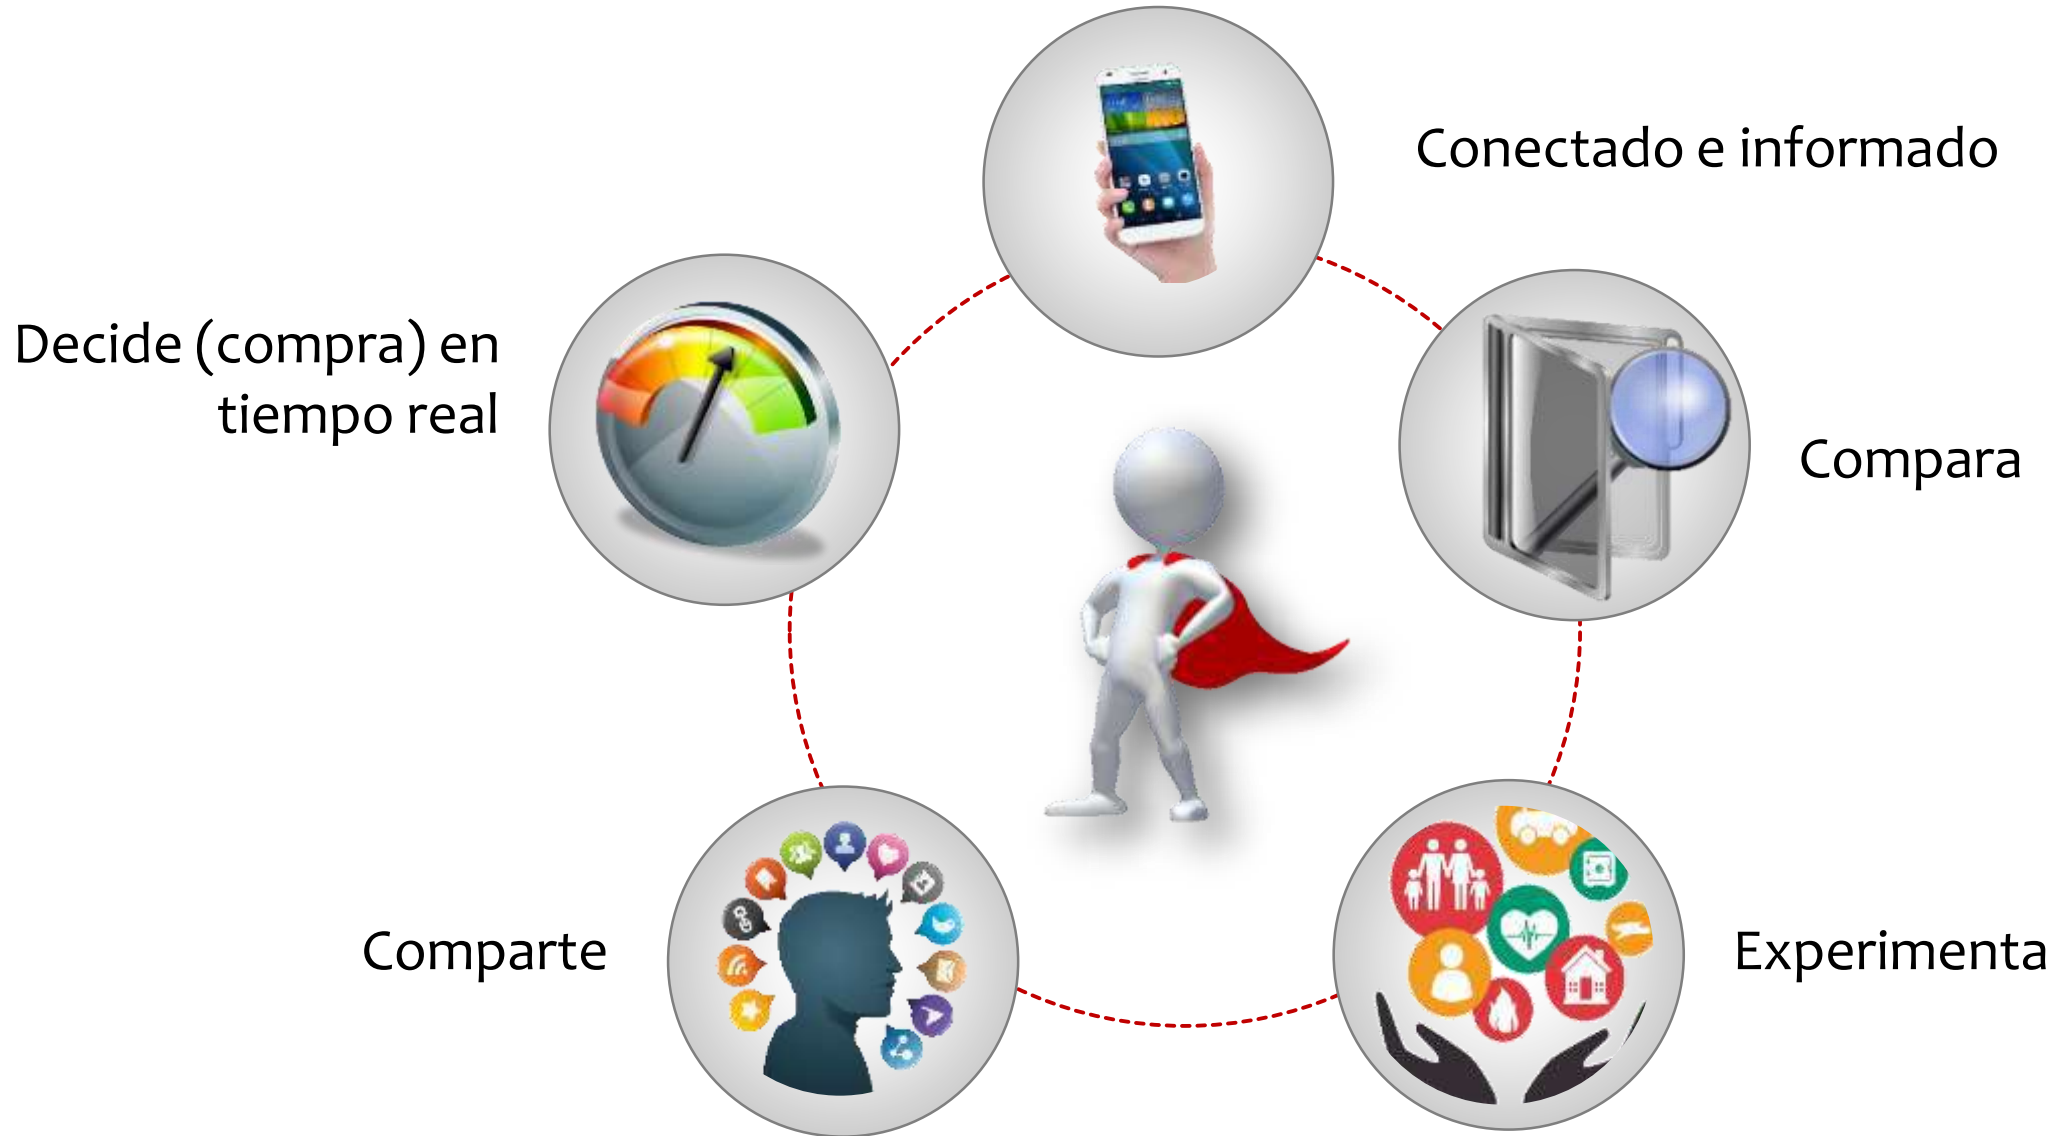 Conectado e informado
Decide (compra) en
tiempo real
Compara
Comparte
Experimenta